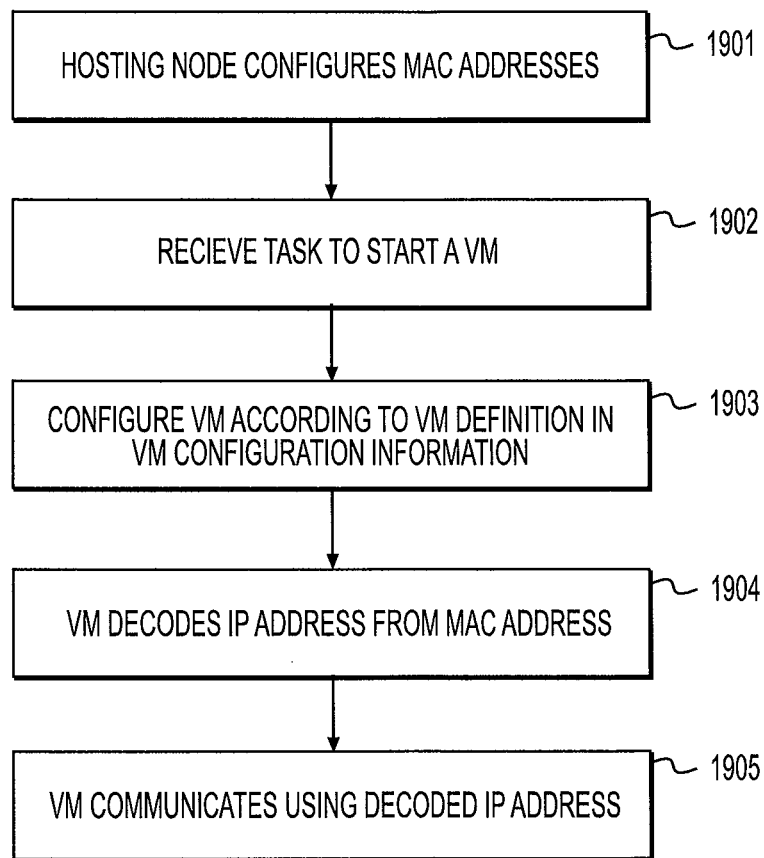 HOSTING NODE CONFIGURES MAC ADDRESSES
1901
RECIEVE TASK TO START A VM
1902
CONFIGURE VM ACCORDING TO VM DEFINITION IN
VM CONFIGURATION INFORMATION
1903
VM DECODES IP ADDRESS FROM MAC ADDRESS
1904
VM COMMUNICATES USING DECODED IP ADDRESS
1905